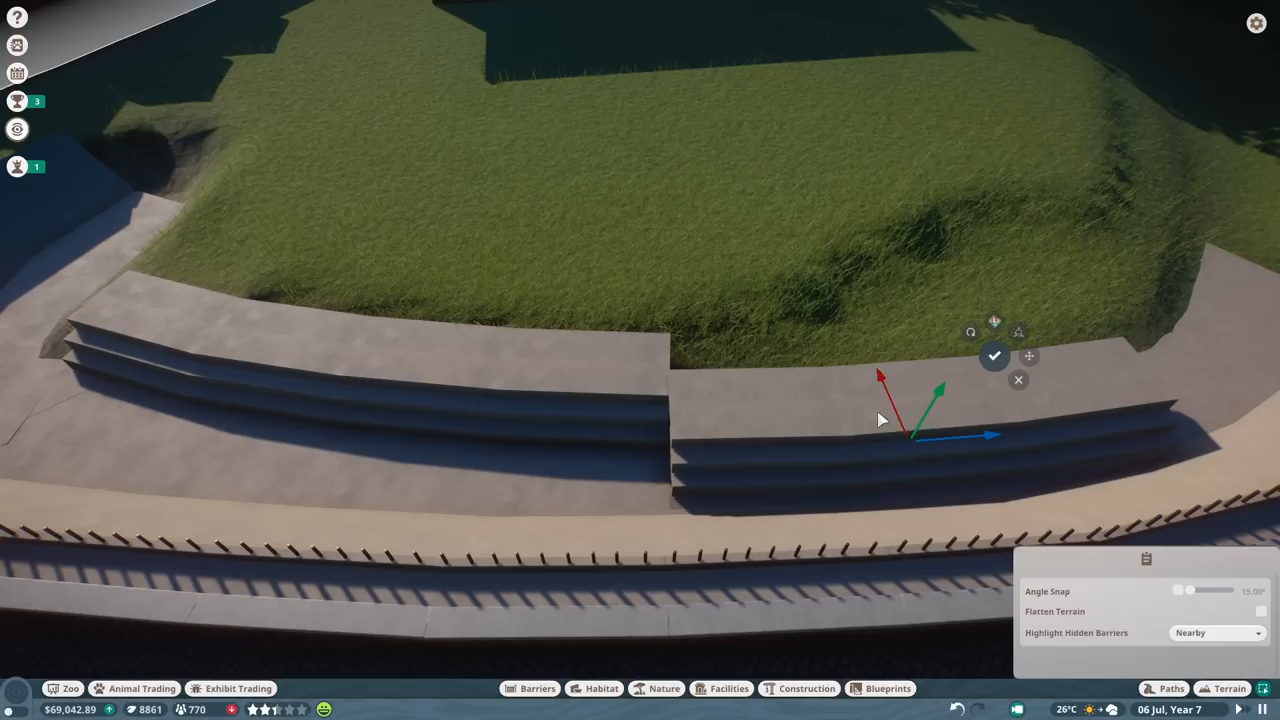 ?
3
1
Angle Snap 15.00°
Flatten Terrain
Highlight Hidden Barriers Nearby
Zoo Animal Trading Exhibit Trading Barriers Habitat Nature Facilities Construction Blueprints Paths Terrain
$69,042.89 8861 770 26°C 06 Jul, Year 7